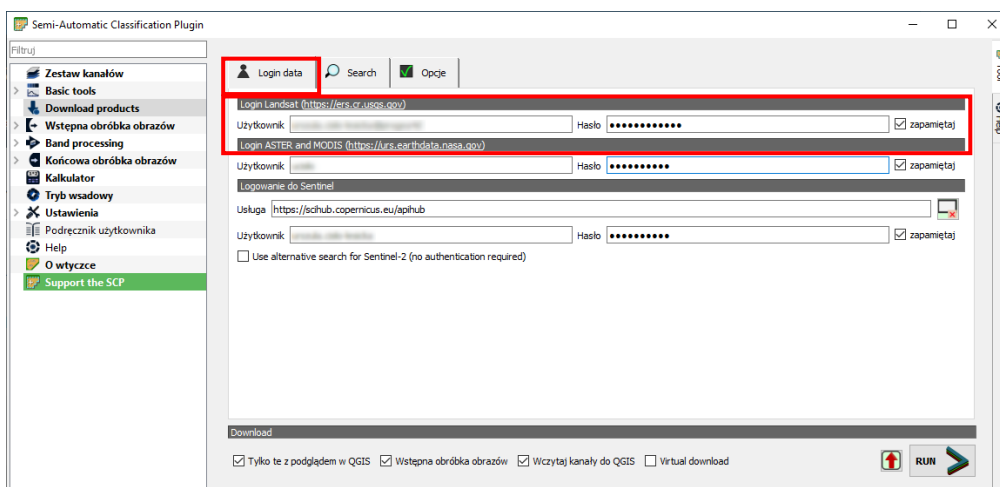 Semi-Automatic Classification Plugin
Filtruj
Zestaw kanałów
Basic tools
Download products
Wstępna obróbka obrazów
Band processing
Końcowa obróbka obrazów
Kalkulator
Tryb wsadowy
Ustawienia
Podręcznik użytkownika
Help
O wtyczce
Support the SCP
Login data Search Opcje
Login Landsat (https://ers.cr.usgs.gov)
Użytkownik Hasło ●●●●●●●●●●●● zapamiętaj
Login ASTER and MODIS (https://urs.earthdata.nasa.gov)
Użytkownik Hasło ●●●●●●●●●● zapamiętaj
Logowanie do Sentinel
Usługa https://scihub.copernicus.eu/apihub
Użytkownik Hasło ●●●●●●●●●● zapamiętaj
Use alternative search for Sentinel-2 (no authentication required)
Download
Tylko te z podglądem w QGIS Wstępna obróbka obrazów Wczytaj kanały do QGIS Virtual download RUN